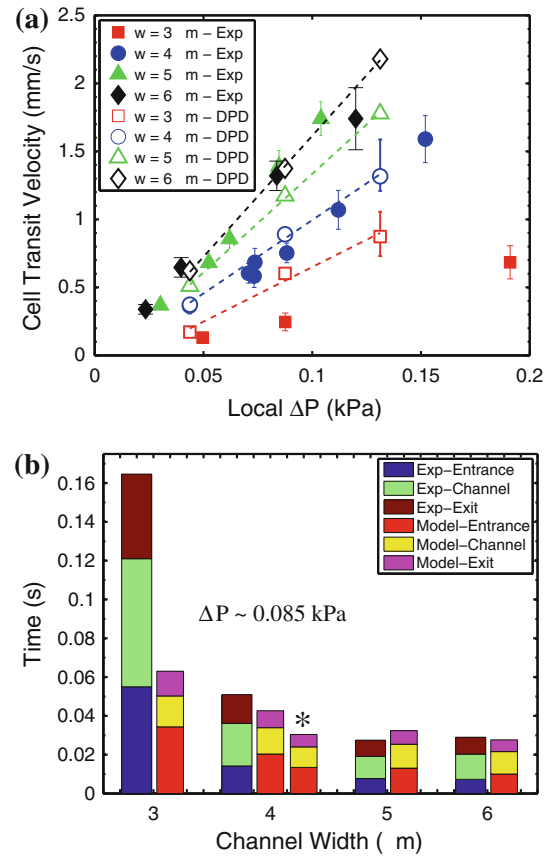 (a)
2.5
2
1.5
1
0.5
0
Cell Transit Velocity (mm/s)
w = 3 m – Exp
w = 4 m – Exp
w = 5 m – Exp
w = 6 m – Exp
w = 3 m – DPD
w = 4 m – DPD
w = 5 m – DPD
w = 6 m – DPD
0 0.05 0.1 0.15 0.2
Local ΔP (kPa)
(b)
0.16
0.14
0.12
0.10
0.08
0.06
0.04
0.02
0
Time (s)
Exp–Entrance
Exp–Channel
Exp–Exit
Model–Entrance
Model–Channel
Model–Exit
ΔP ~ 0.085 kPa
*
3 4 5 6
Channel Width ( m)